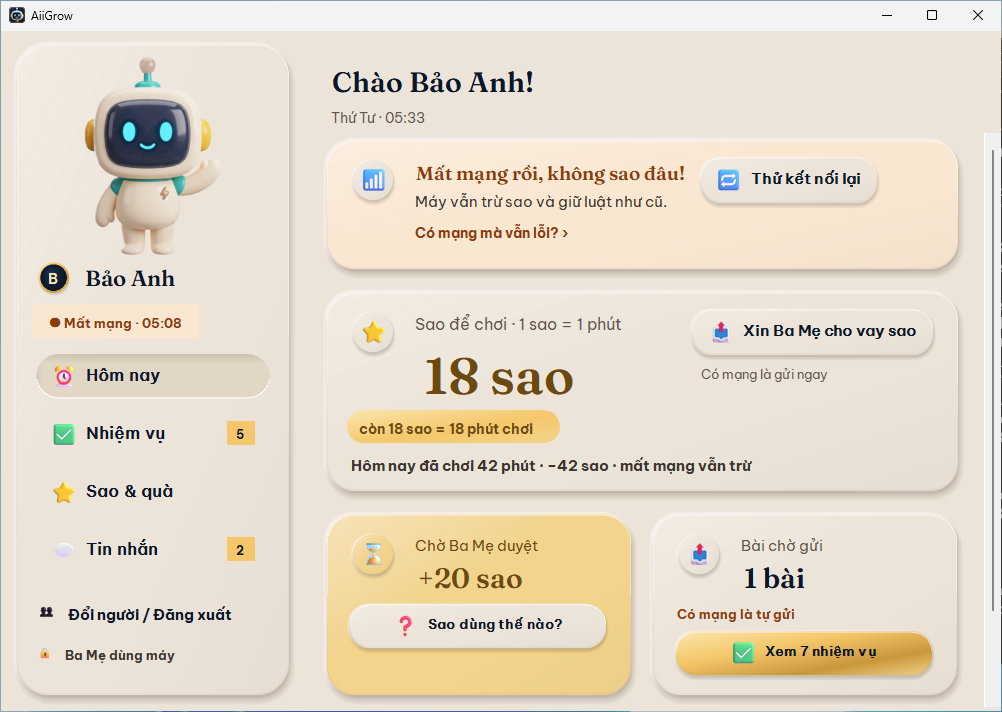 AiiGrow
Bảo Anh
B
Mất mạng · 05:08
Hôm nay
Nhiệm vụ 5
Sao & quà
Tin nhắn 2
Đổi người / Đăng xuất
Ba Mẹ dùng máy
Chào Bảo Anh!
Thứ Tư · 05:33
Mất mạng rồi, không sao đâu!
Máy vẫn trừ sao và giữ luật như cũ.
Có mạng mà vẫn lỗi? ›
Thử kết nối lại
Sao để chơi · 1 sao = 1 phút
18 sao
còn 18 sao = 18 phút chơi
Hôm nay đã chơi 42 phút · −42 sao · mất mạng vẫn trừ
Xin Ba Mẹ cho vay sao
Có mạng là gửi ngay
Chờ Ba Mẹ duyệt
+20 sao
Sao dùng thế nào?
Bài chờ gửi
1 bài
Có mạng là tự gửi
Xem 7 nhiệm vụ